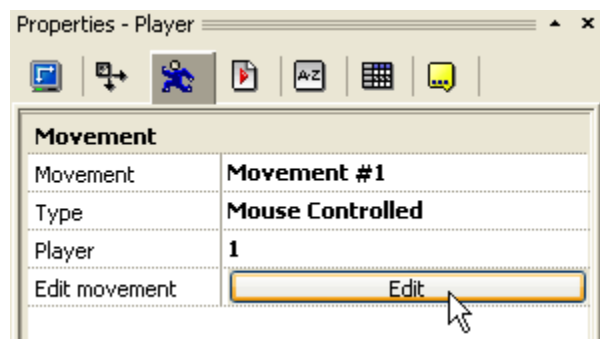 Properties - Player
A-Z
Movement
Movement Movement #1
Type Mouse Controlled
Player 1
Edit movement Edit